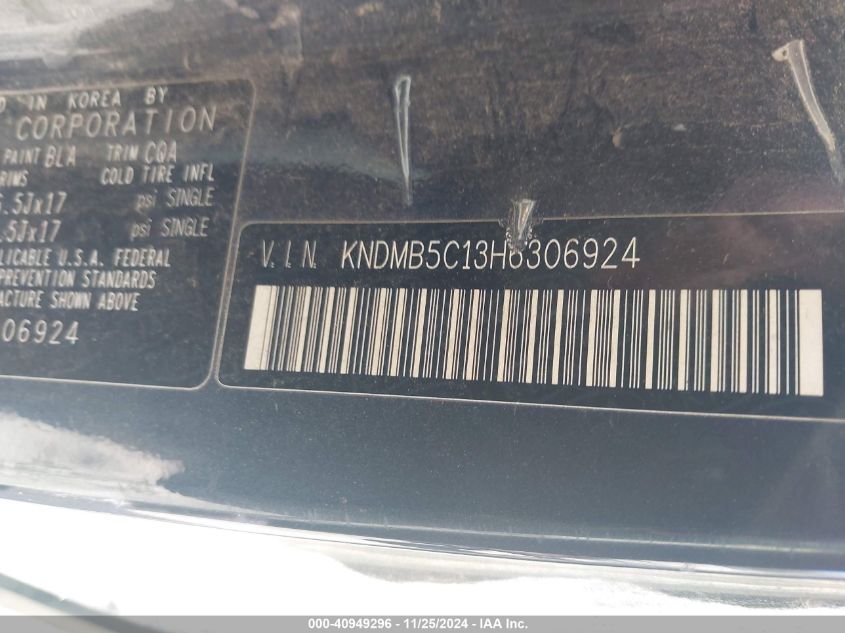 D IN KOREA BY
CORPORATION
PAINT BLA TRIM CQA
RIMS COLD TIRE INFL
.5Jx17 psi SINGLE
.5Jx17 psi SINGLE
LICABLE U.S.A. FEDERAL
PREVENTION STANDARDS
ACTURE SHOWN ABOVE
06924
V.I.N. KNDMB5C13H6306924
000-40949296 - 11/25/2024 - IAA Inc.